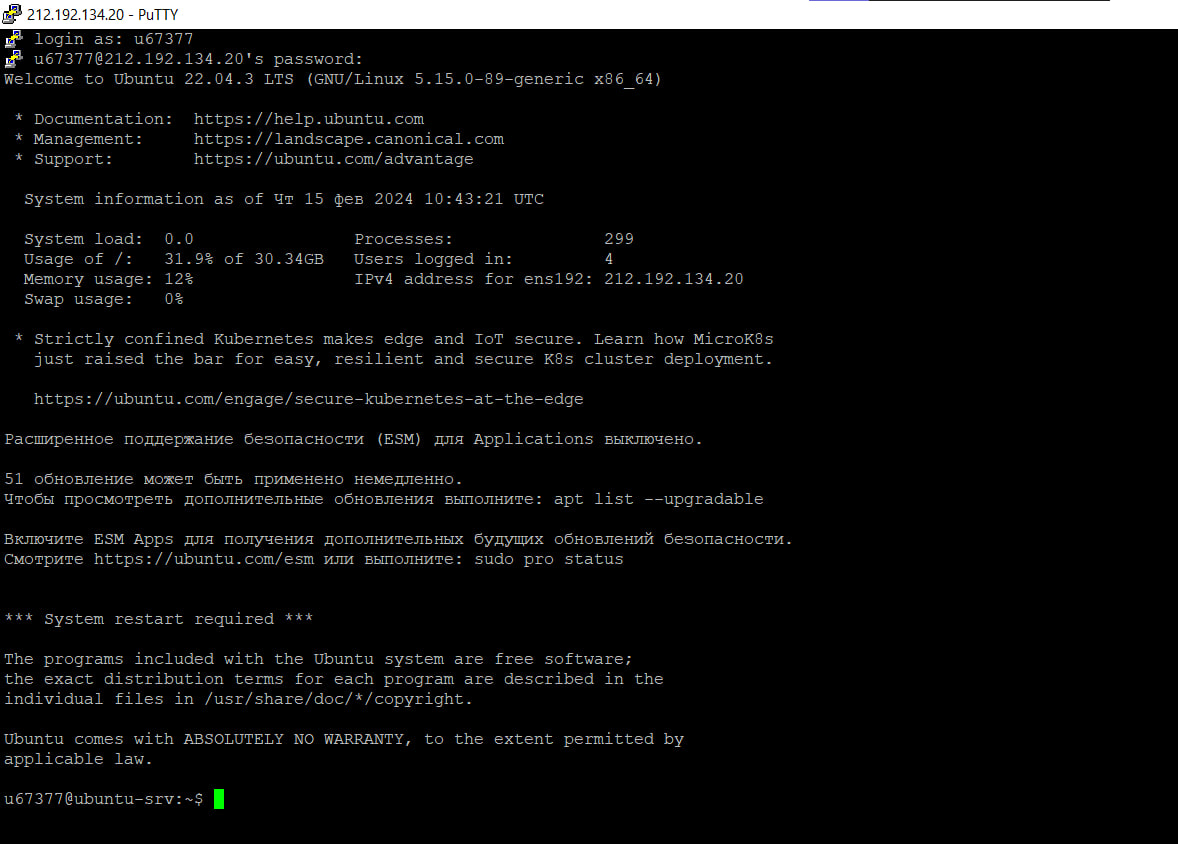 212.192.134.20 - PuTTY
login as: u67377
u67377@212.192.134.20's password:
Welcome to Ubuntu 22.04.3 LTS (GNU/Linux 5.15.0-89-generic x86_64)
* Documentation:  https://help.ubuntu.com
* Management:     https://landscape.canonical.com
* Support:        https://ubuntu.com/advantage
System information as of Чт 15 фев 2024 10:43:21 UTC
System load:  0.0                Processes:               299
Usage of /:   31.9% of 30.34GB   Users logged in:         4
Memory usage: 12%                IPv4 address for ens192: 212.192.134.20
Swap usage:   0%
* Strictly confined Kubernetes makes edge and IoT secure. Learn how MicroK8s
just raised the bar for easy, resilient and secure K8s cluster deployment.
https://ubuntu.com/engage/secure-kubernetes-at-the-edge
Расширенное поддержание безопасности (ESM) для Applications выключено.
51 обновление может быть применено немедленно.
Чтобы просмотреть дополнительные обновления выполните: apt list --upgradable
Включите ESM Apps для получения дополнительных будущих обновлений безопасности.
Смотрите https://ubuntu.com/esm или выполните: sudo pro status
*** System restart required ***
The programs included with the Ubuntu system are free software;
the exact distribution terms for each program are described in the
individual files in /usr/share/doc/*/copyright.
Ubuntu comes with ABSOLUTELY NO WARRANTY, to the extent permitted by
applicable law.
u67377@ubuntu-srv:~$